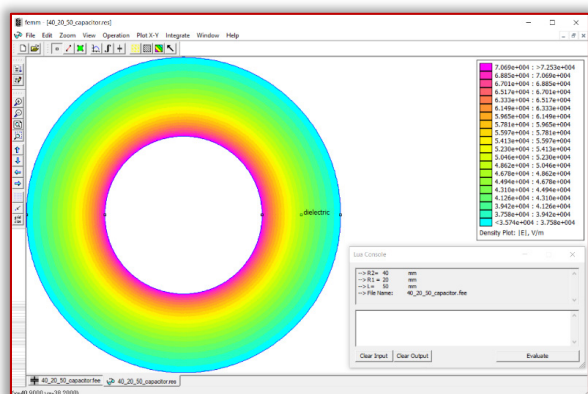 femm - [40_20_50_capacitor.res]
File Edit Zoom View Operation Plot X-Y Integrate Window Help
dielectric
7.069e+004 : >7.253e+004
6.885e+004 : 7.069e+004
6.701e+004 : 6.885e+004
6.517e+004 : 6.701e+004
6.333e+004 : 6.517e+004
6.149e+004 : 6.333e+004
5.965e+004 : 6.149e+004
5.781e+004 : 5.965e+004
5.597e+004 : 5.781e+004
5.413e+004 : 5.597e+004
5.230e+004 : 5.413e+004
5.046e+004 : 5.230e+004
4.862e+004 : 5.046e+004
4.678e+004 : 4.862e+004
4.494e+004 : 4.678e+004
4.310e+004 : 4.494e+004
4.126e+004 : 4.310e+004
3.942e+004 : 4.126e+004
3.758e+004 : 3.942e+004
<3.574e+004 : 3.758e+004
Density Plot: |E|, V/m
Lua Console
--> R2= 40 mm
--> R1 = 20 mm
--> L= 50 mm
--> File Name: 40_20_50_capacitor.fee
Clear Input Clear Output Evaluate
40_20_50_capacitor.fee 40_20_50_capacitor.res